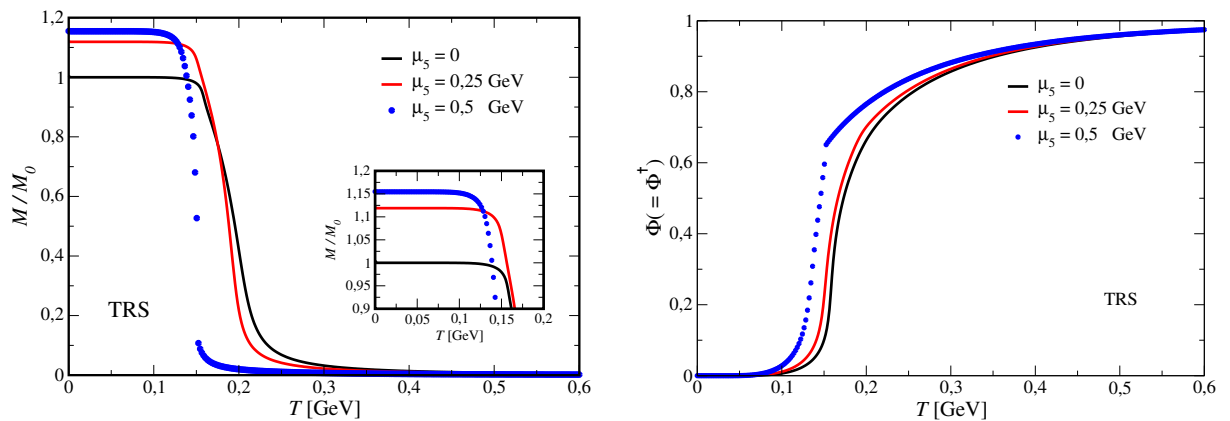 1,2
1
0,8
0,6
0,4
0,2
0
M / M₀
μ₅ = 0
μ₅ = 0,25 GeV
μ₅ = 0,5 GeV
TRS
1,2
1,15
1,1
1,05
1
0,95
0,9
M / M₀
0 0,05 0,1 0,15 0,2
T [GeV]
0 0,1 0,2 0,3 0,4 0,5 0,6
T [GeV]
1
0,8
0,6
0,4
0,2
0
Φ( = Φ†)
μ₅ = 0
μ₅ = 0,25 GeV
μ₅ = 0,5 GeV
TRS
0 0,1 0,2 0,3 0,4 0,5 0,6
T [GeV]